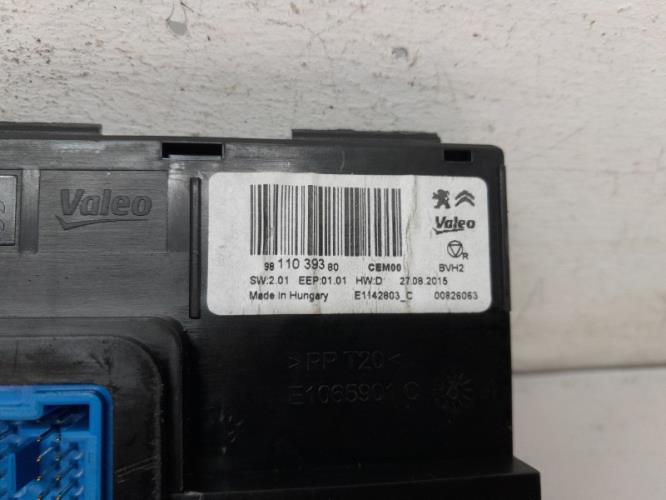 Valeo
Valeo
98 110 393 80 CEM00 BVH2
SW:2.01 EEP:01.01 HW:D 27.08.2015
Made in Hungary E1142803_C 00826063
>PP T20<
E1065901 C